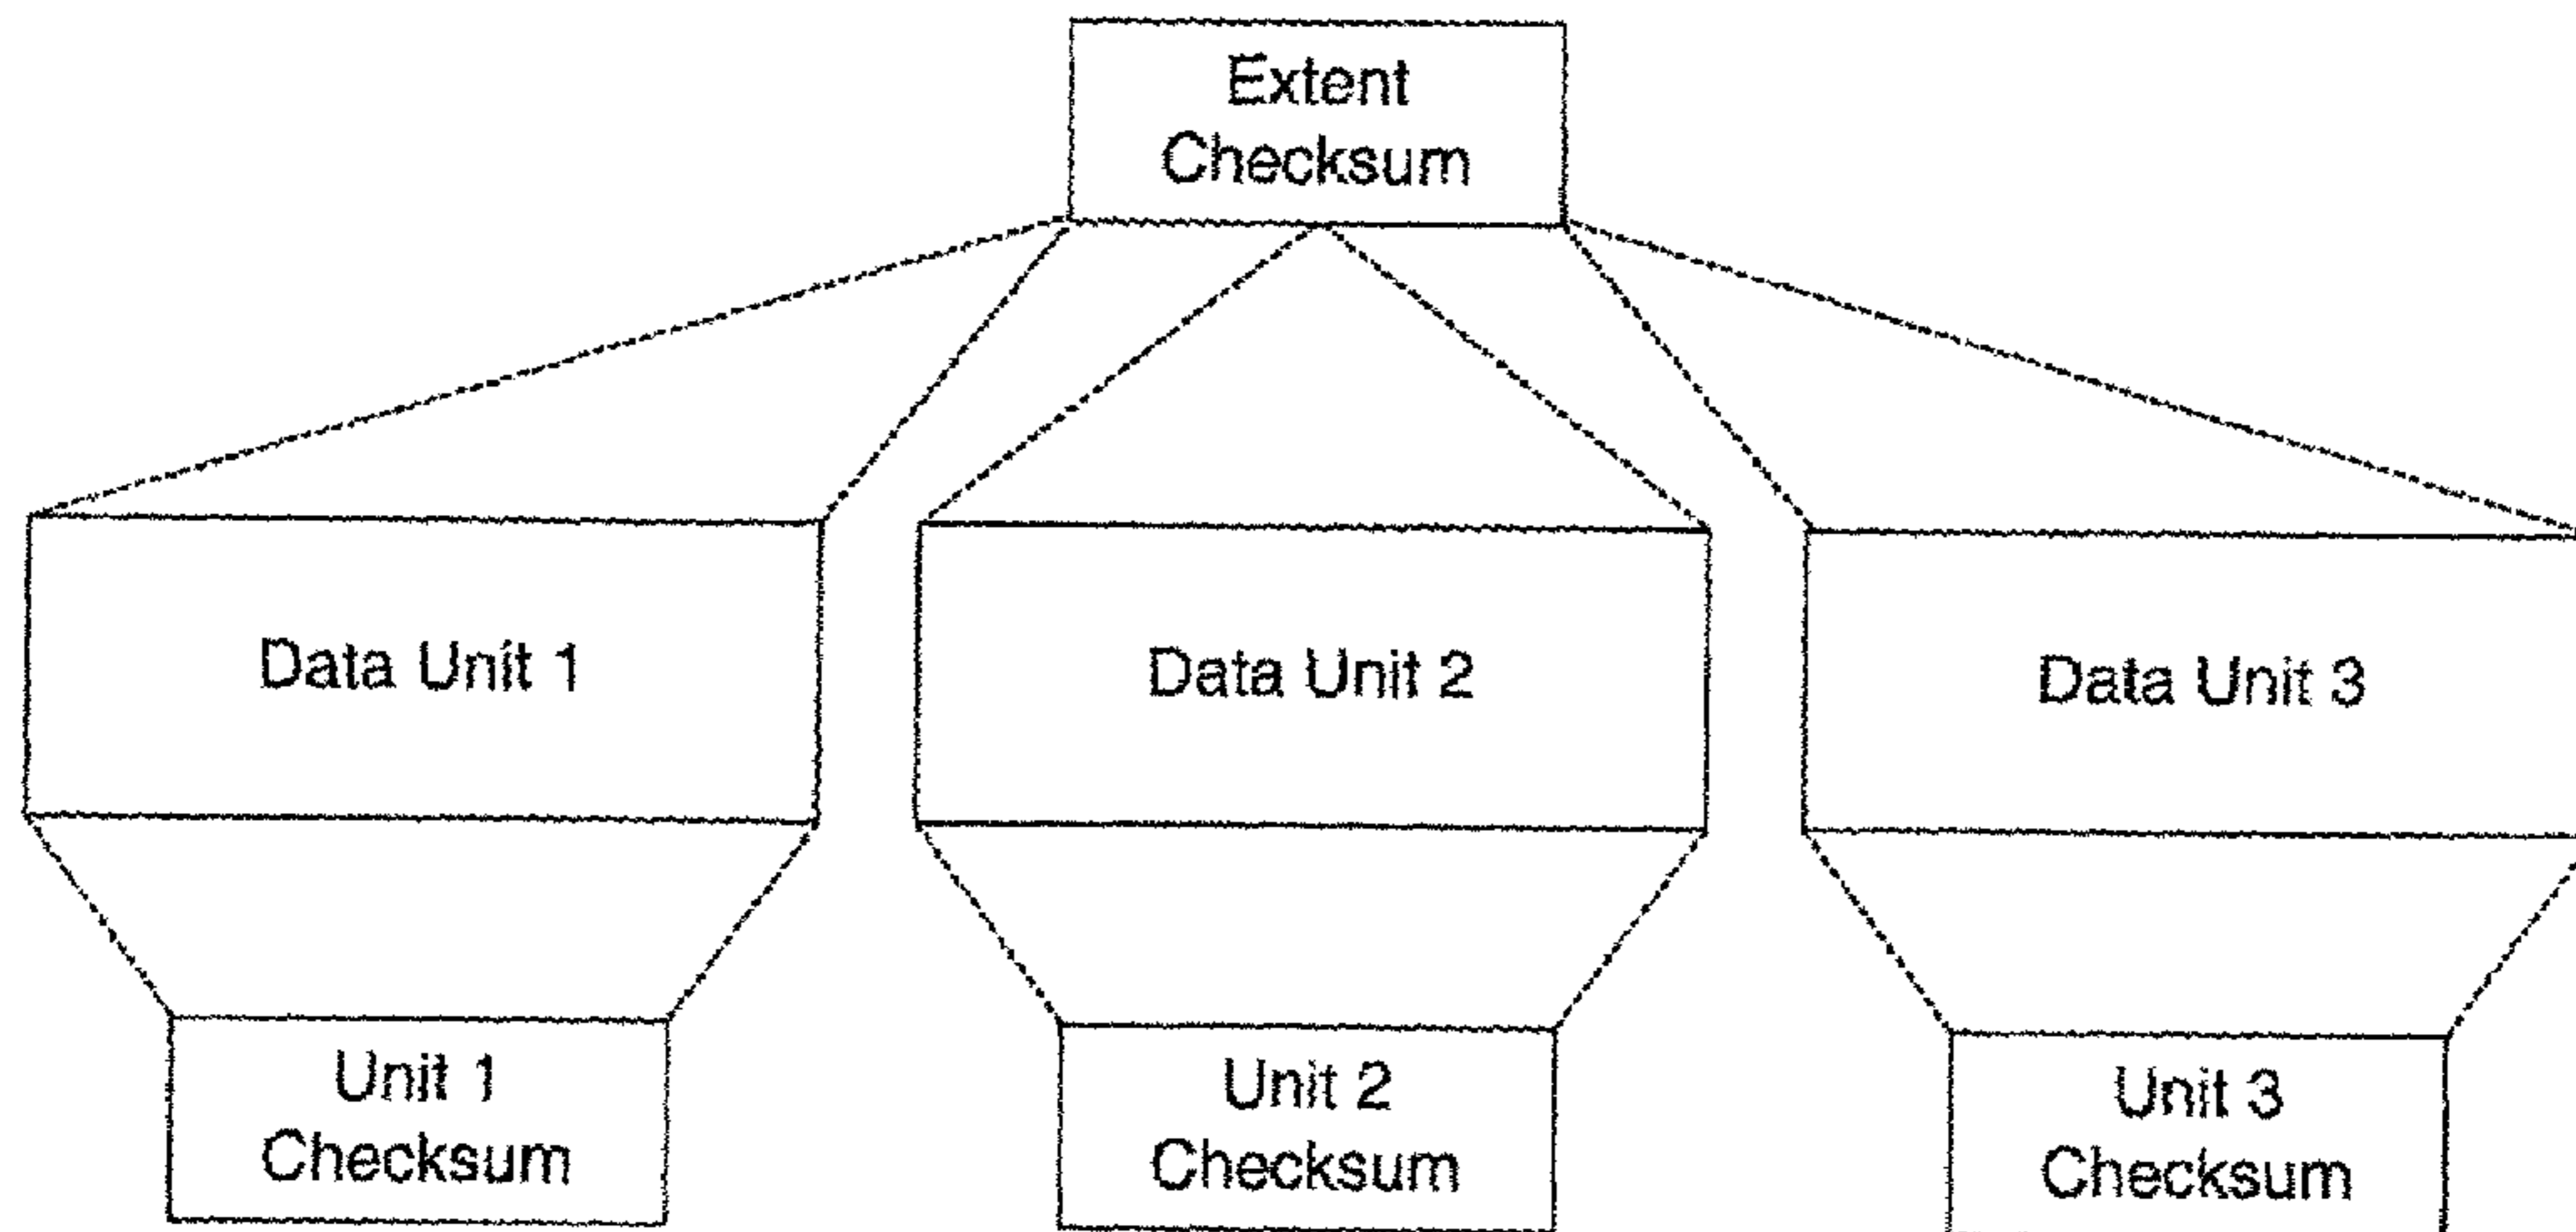 Extent
Checksum
Data Unit 1
Data Unit 2
Data Unit 3
Unit 1
Checksum
Unit 2
Checksum
Unit 3
Checksum